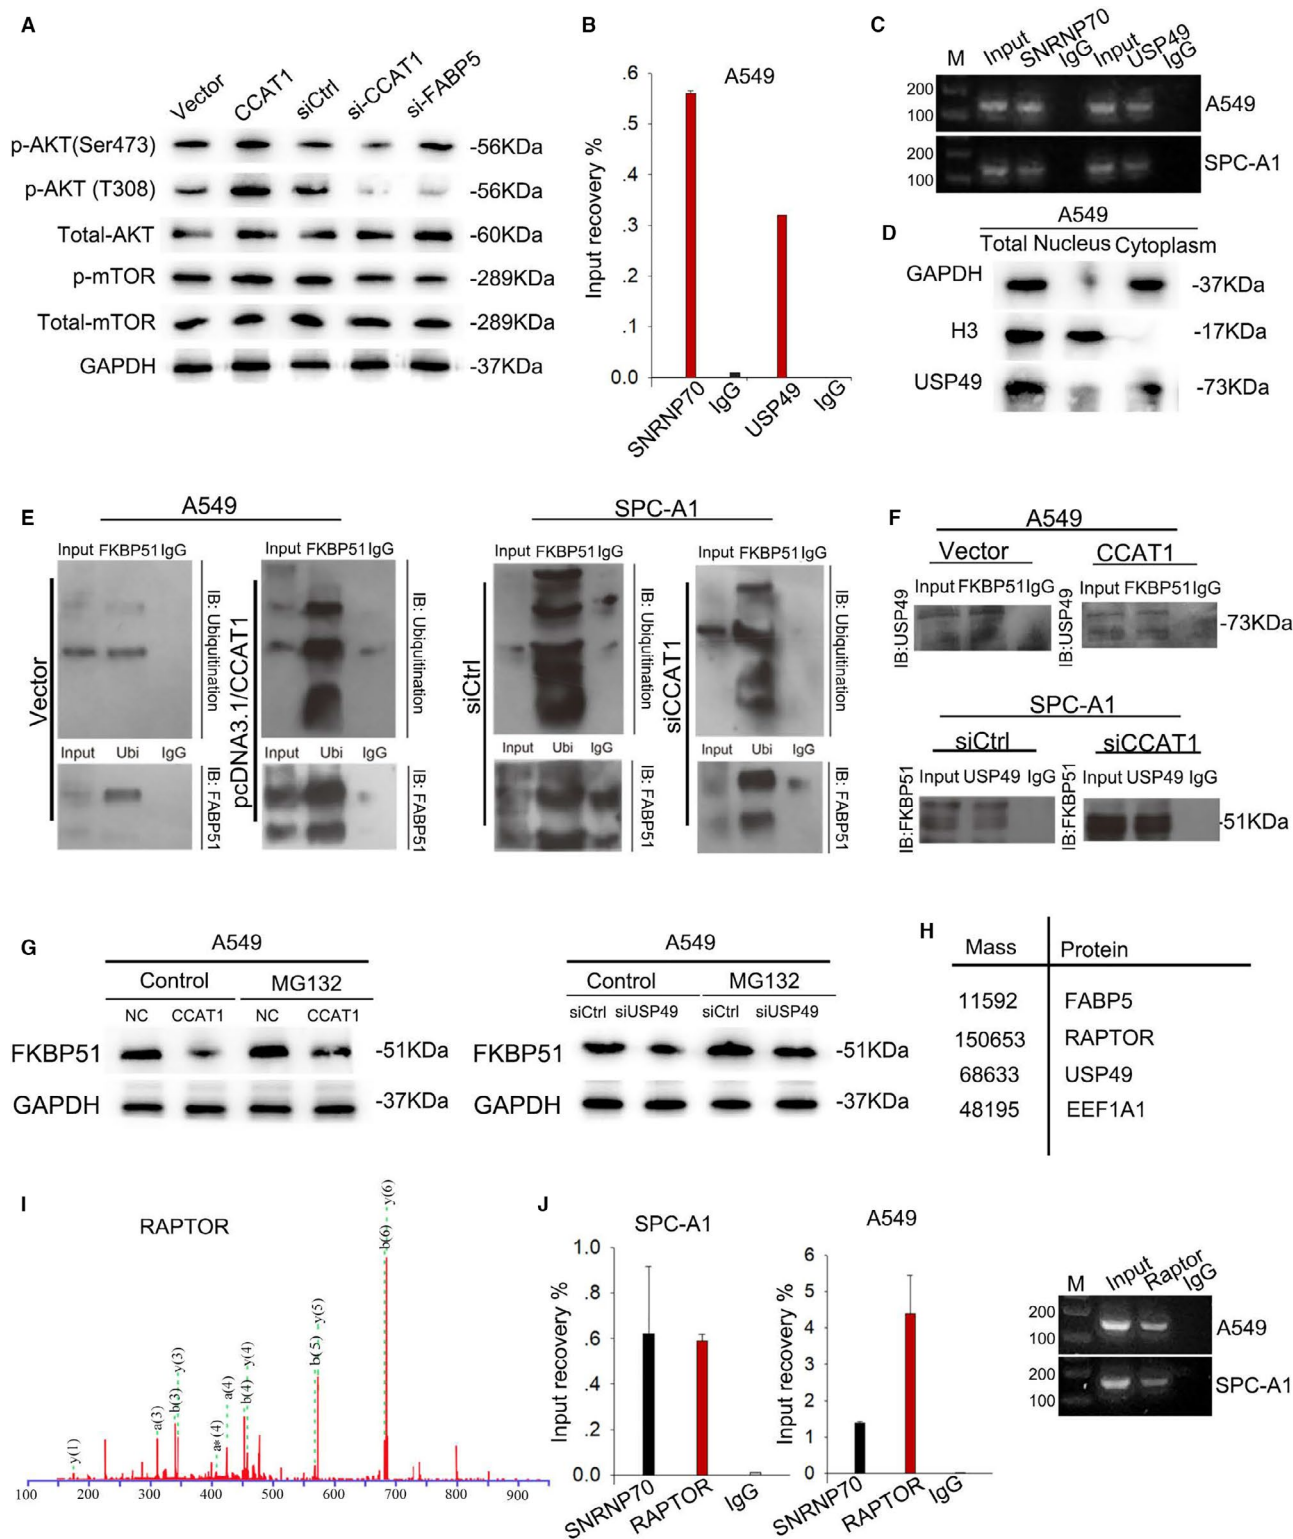 A
Vector CCAT1 siCtrl si-CCAT1 si-FABP5
p-AKT(Ser473) -56KDa
p-AKT (T308) -56KDa
Total-AKT -60KDa
p-mTOR -289KDa
Total-mTOR -289KDa
GAPDH -37KDa
B
A549
Input recovery %
.6
.5
.4
.3
.2
.1
0.0
SNRNP70 IgG USP49 IgG
C
M Input SNRNP70 IgG Input USP49 IgG
200
100
A549
200
100
SPC-A1
D
A549
Total Nucleus Cytoplasm
GAPDH -37KDa
H3 -17KDa
USP49 -73KDa
E
A549
Vector
Input FKBP51 IgG
IB: Ubiquitination
Input Ubi IgG
IB: FABP51
pcDNA3.1/CCAT1
Input FKBP51 IgG
IB: Ubiquitination
Input Ubi IgG
IB: FABP51
SPC-A1
siCtrl
Input FKBP51 IgG
IB: Ubiquitination
Input Ubi IgG
IB: FABP51
siCCAT1
Input FKBP51 IgG
IB: Ubiquitination
Input Ubi IgG
IB: FABP51
F
A549
Vector CCAT1
Input FKBP51 IgG Input FKBP51 IgG
IB:USP49 IB:USP49 -73KDa
SPC-A1
siCtrl siCCAT1
Input USP49 IgG Input USP49 IgG
IB:FKBP51 IB:FKBP51 -51KDa
G
A549
Control MG132
NC CCAT1 NC CCAT1
FKBP51 -51KDa
GAPDH -37KDa
A549
Control MG132
siCtrl siUSP49 siCtrl siUSP49
FKBP51 -51KDa
GAPDH -37KDa
H
Mass Protein
11592 FABP5
150653 RAPTOR
68633 USP49
48195 EEF1A1
I
RAPTOR
y(1) a(3) b(3) y(3) a*(4) a(4) b(4) y(4) b(5) y(5) b(6) y(6)
100 200 300 400 500 600 700 800 900
J
SPC-A1
Input recovery %
1.0
.8
.6
.4
.2
0.0
SNRNP70 RAPTOR IgG
A549
Input recovery %
6
5
4
3
2
1
0
SNRNP70 RAPTOR IgG
M Input Raptor IgG
200
100
A549
200
100
SPC-A1